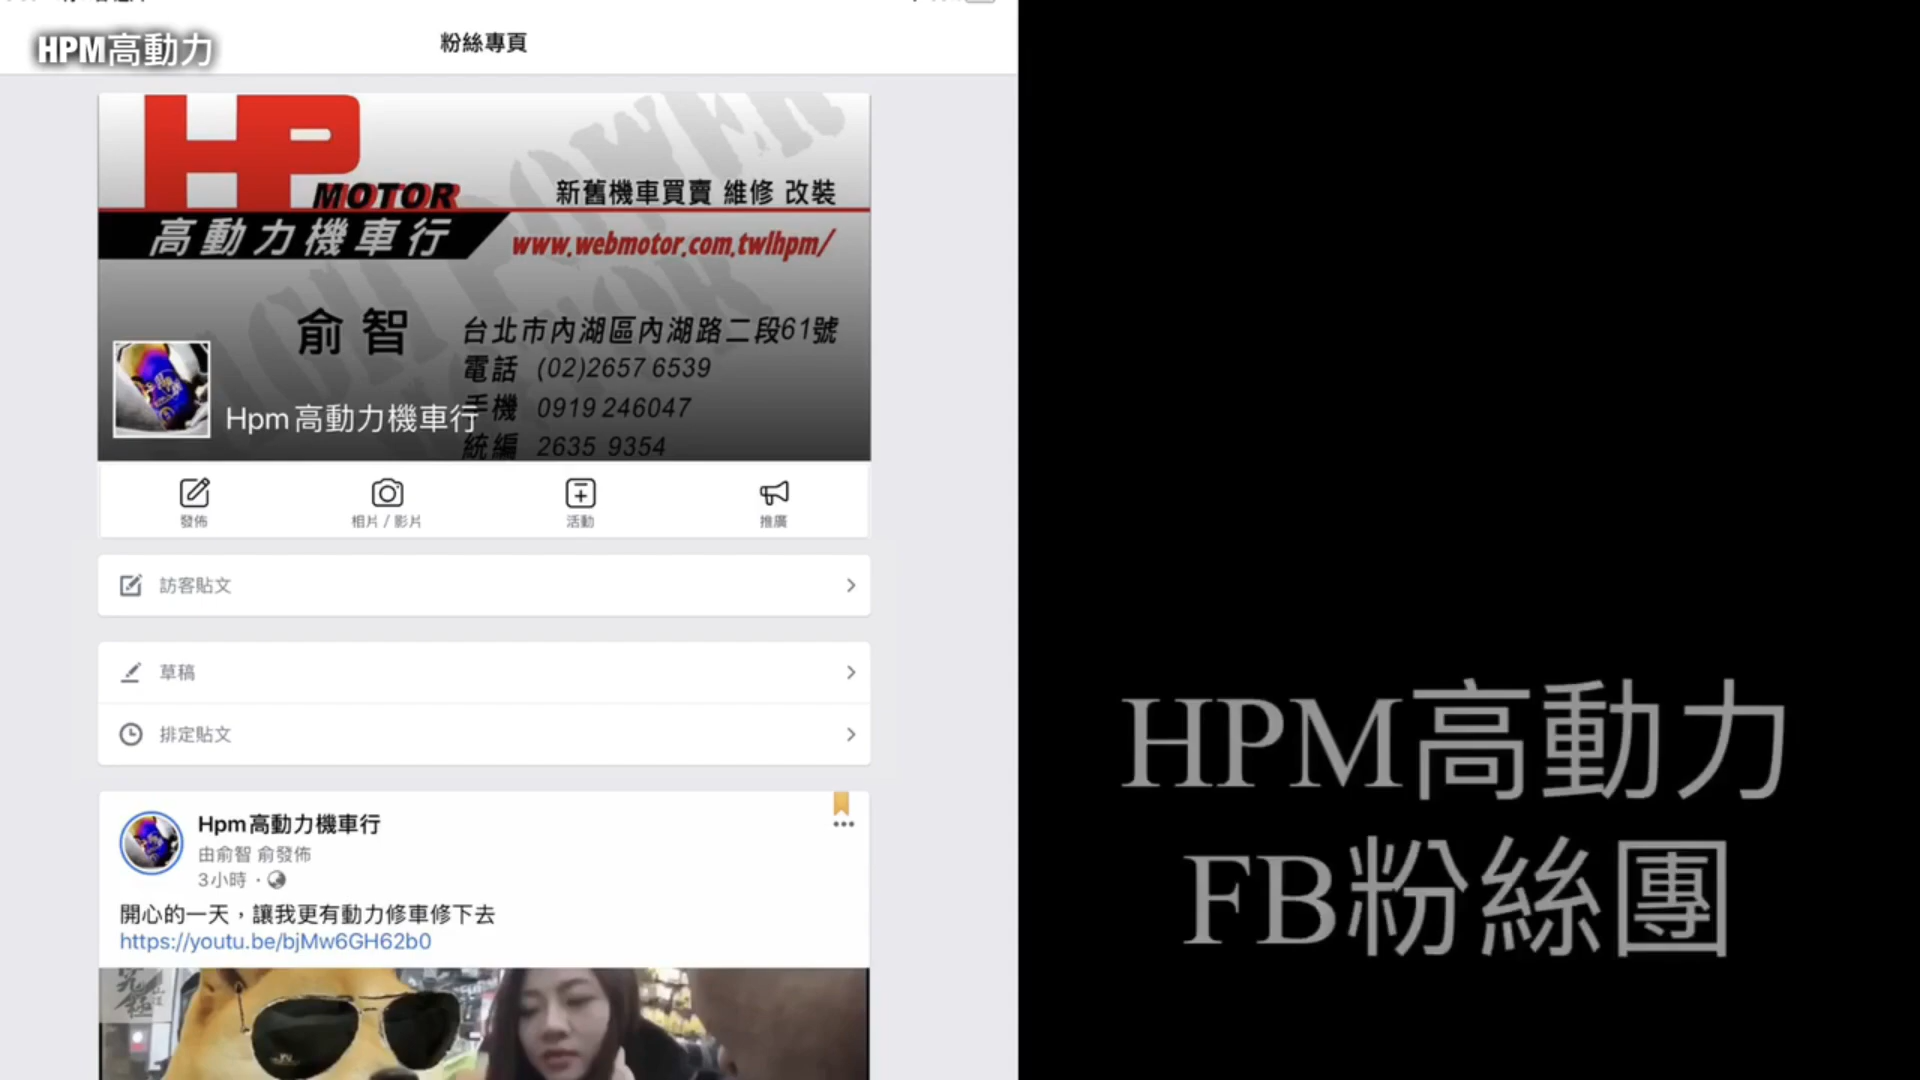 HPM高動力
粉絲專頁
HP
MOTOR
新舊機車買賣 維修 改裝
高動力機車行
www.webmotor.com.twlhpm/
俞智
台北市內湖區內湖路二段61號
電話 (02)2657 6539
手機 0919 246047
Hpm高動力機車行
統編 2635 9354
發佈
相片 / 影片
活動
推廣
訪客貼文
草稿
排定貼文
Hpm高動力機車行
由俞智 俞發佈
3小時 ·
開心的一天，讓我更有動力修車修下去
https://youtu.be/bjMw6GH62b0
HPM高動力
FB粉絲團